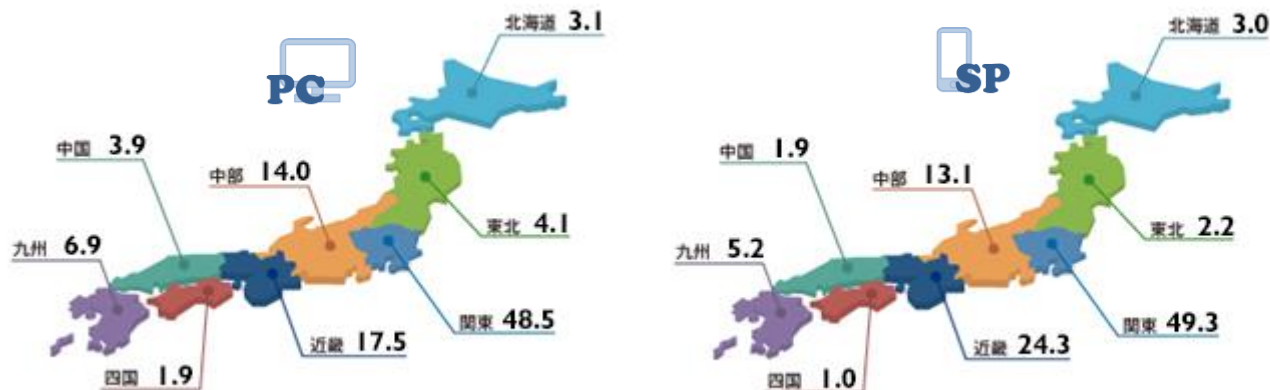 北海道 3.1
PC
中国 3.9
中部 14.0
東北 4.1
九州 6.9
関東 48.5
近畿 17.5
四国 1.9
北海道 3.0
SP
中国 1.9
中部 13.1
東北 2.2
九州 5.2
関東 49.3
近畿 24.3
四国 1.0